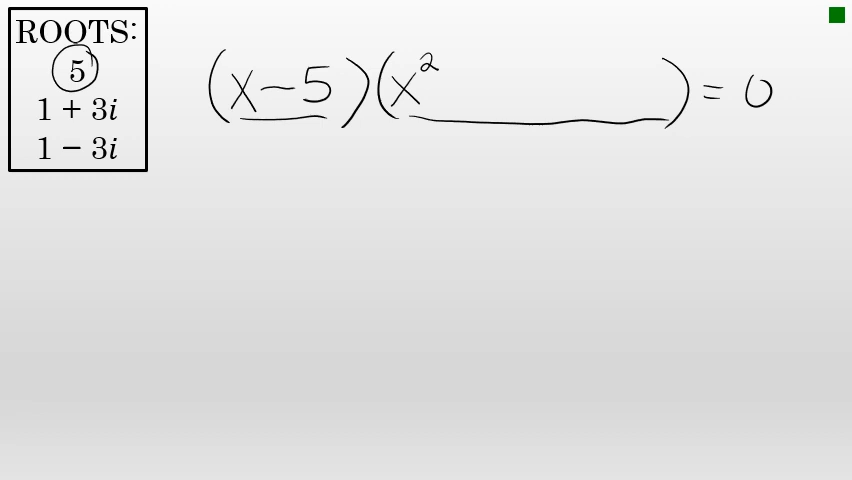 ROOTS:
5
1 + 3i
1 − 3i
(x − 5)(x² ) = 0